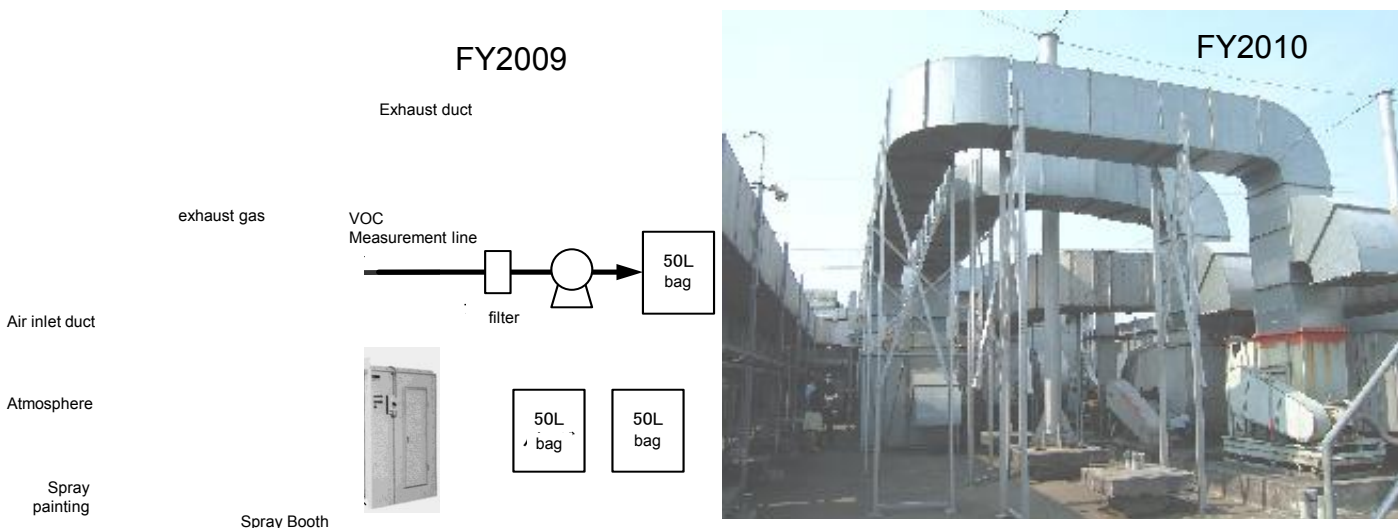 FY2009
FY2010
Exhaust duct
exhaust gas
VOC
Measurement line
50L
bag
filter
Air inlet duct
Atmosphere
50L
bag
50L
bag
Spray
painting
Spray Booth